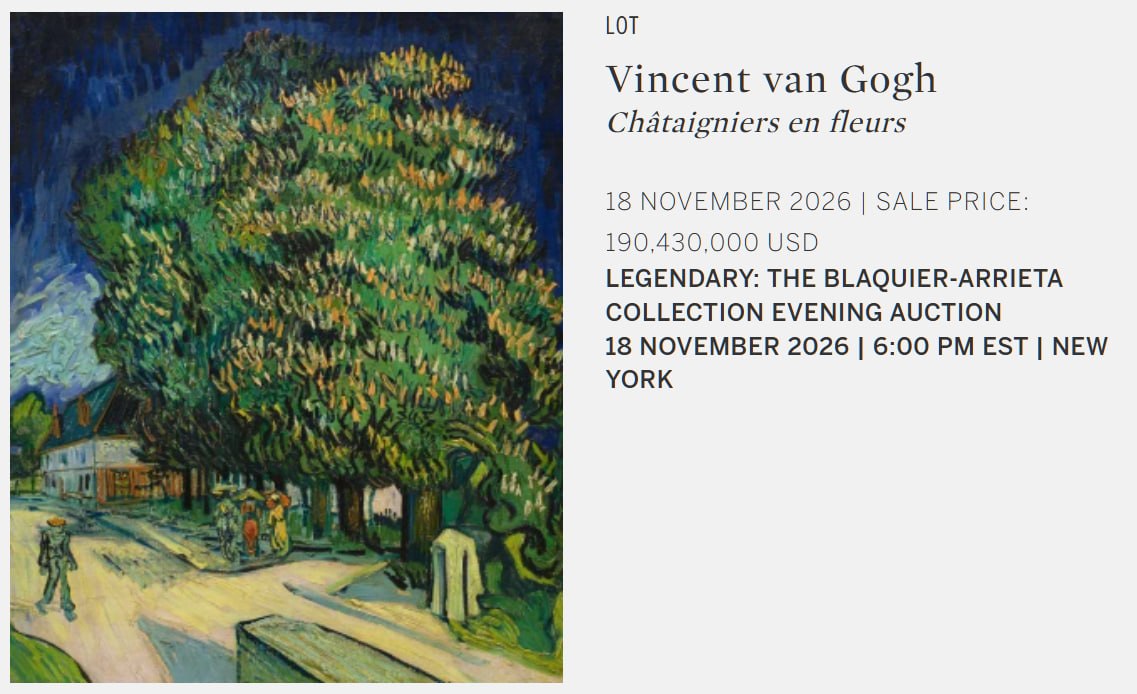 LOT
Vincent van Gogh
Châtaigniers en fleurs
18 NOVEMBER 2026 | SALE PRICE:
190,430,000 USD
LEGENDARY: THE BLAQUIER-ARRIETA
COLLECTION EVENING AUCTION
18 NOVEMBER 2026 | 6:00 PM EST | NEW
YORK